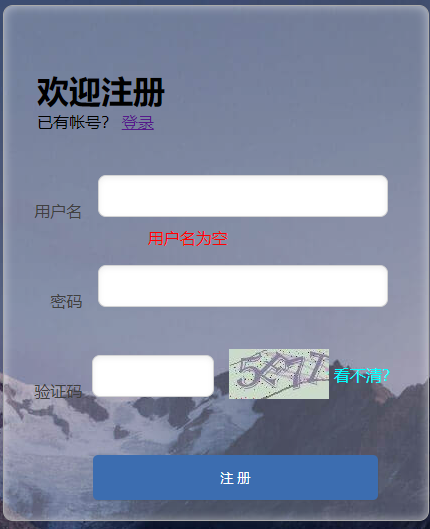 欢迎注册
已有帐号？ 登录
用户名
用户名为空
密码
验证码 看不清?
注 册